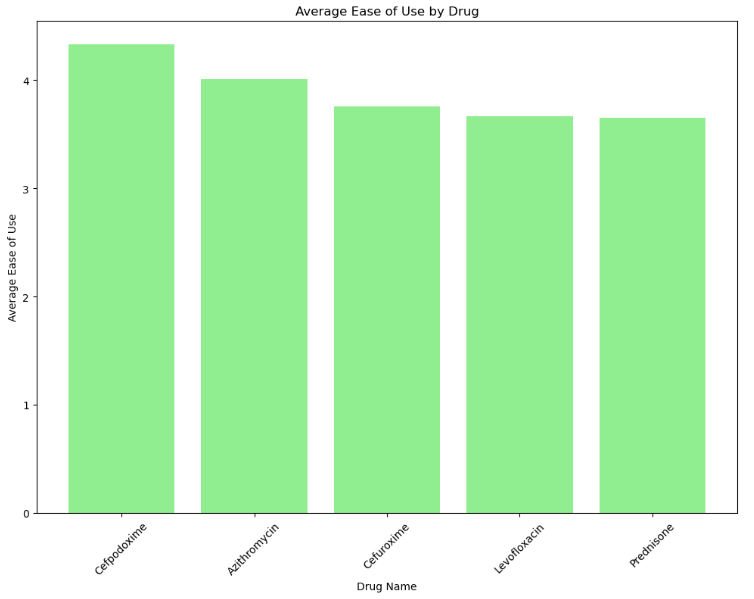 Average Ease of Use by Drug
Average Ease of Use
4
3
2
1
0
Cefpodoxime
Azithromycin
Cefuroxime
Levofloxacin
Prednisone
Drug Name